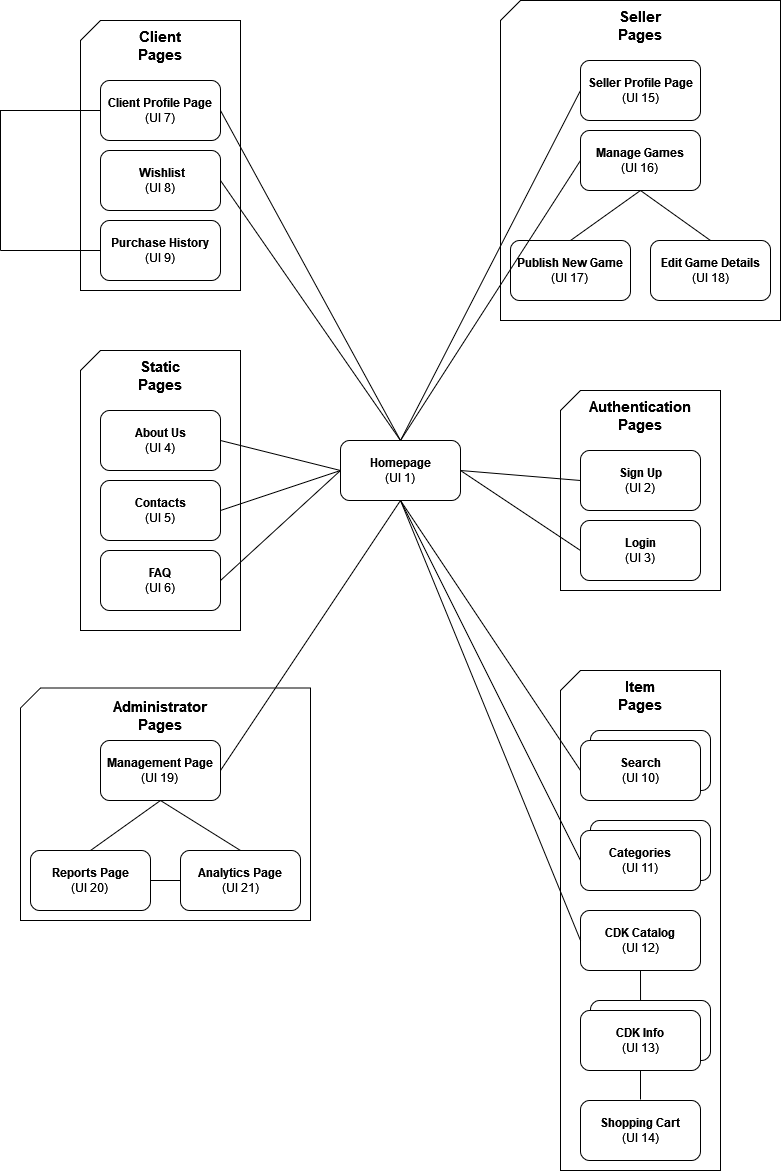 Client
Pages
Client Profile Page
(UI 7)
Wishlist
(UI 8)
Purchase History
(UI 9)
Seller
Pages
Seller Profile Page
(UI 15)
Manage Games
(UI 16)
Publish New Game
(UI 17)
Edit Game Details
(UI 18)
Static
Pages
About Us
(UI 4)
Contacts
(UI 5)
FAQ
(UI 6)
Homepage
(UI 1)
Authentication
Pages
Sign Up
(UI 2)
Login
(UI 3)
Administrator
Pages
Management Page
(UI 19)
Reports Page
(UI 20)
Analytics Page
(UI 21)
Item
Pages
Search
(UI 10)
Categories
(UI 11)
CDK Catalog
(UI 12)
CDK Info
(UI 13)
Shopping Cart
(UI 14)